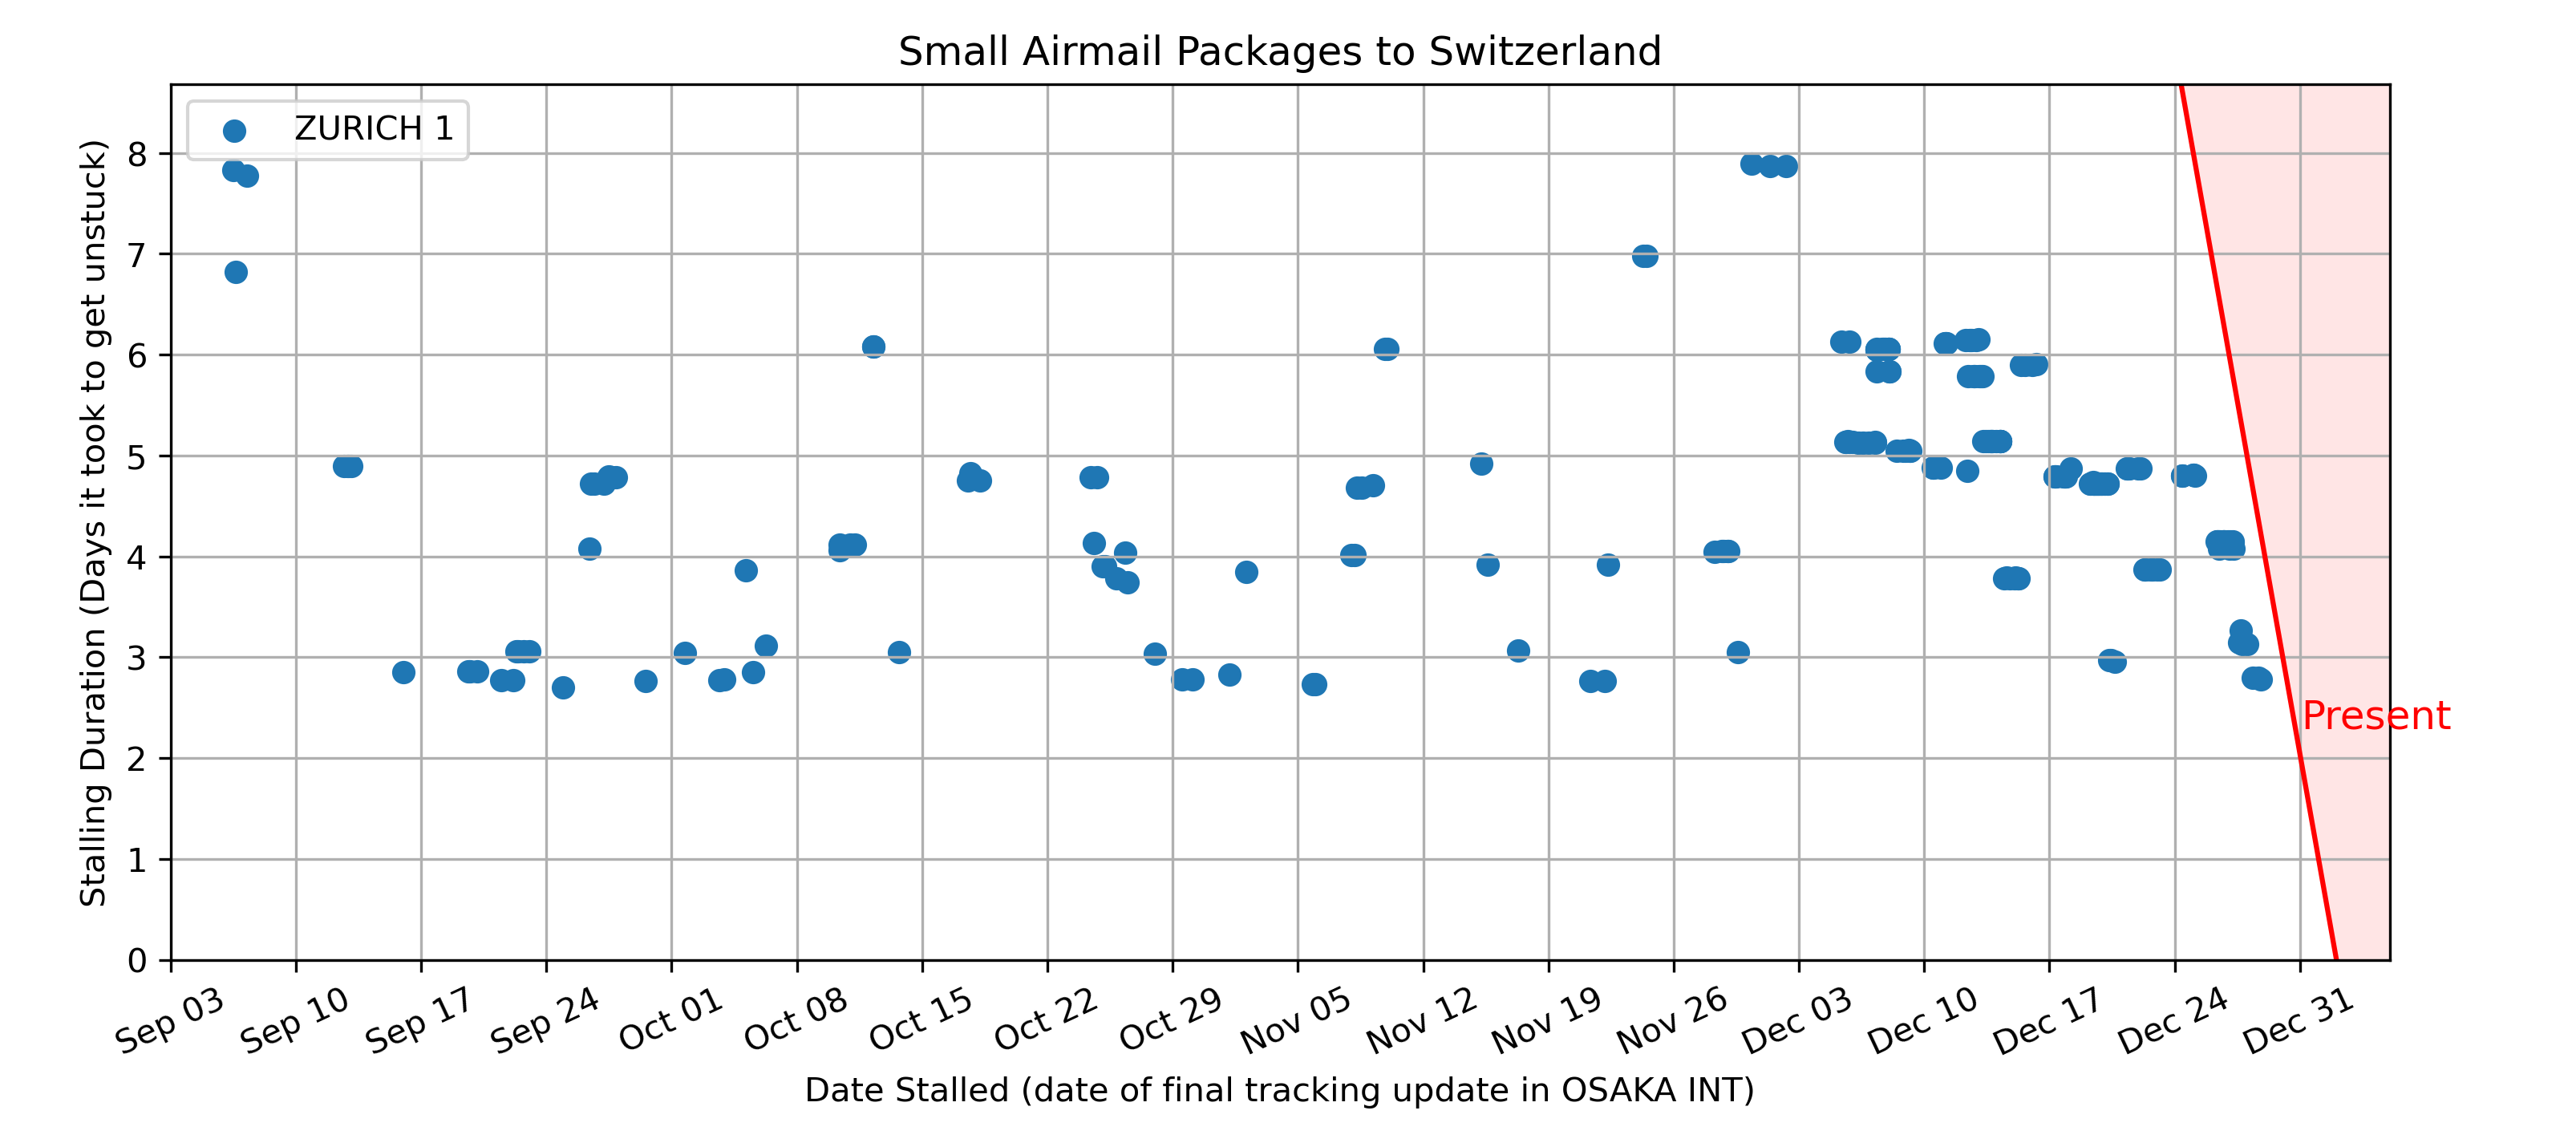 Small Airmail Packages to Switzerland
ZURICH 1
Stalling Duration (Days it took to get unstuck)
8
7
6
5
4
3
2
1
0
Present
Sep 03
Sep 10
Sep 17
Sep 24
Oct 01
Oct 08
Oct 15
Oct 22
Oct 29
Nov 05
Nov 12
Nov 19
Nov 26
Dec 03
Dec 10
Dec 17
Dec 24
Dec 31
Date Stalled (date of final tracking update in OSAKA INT)